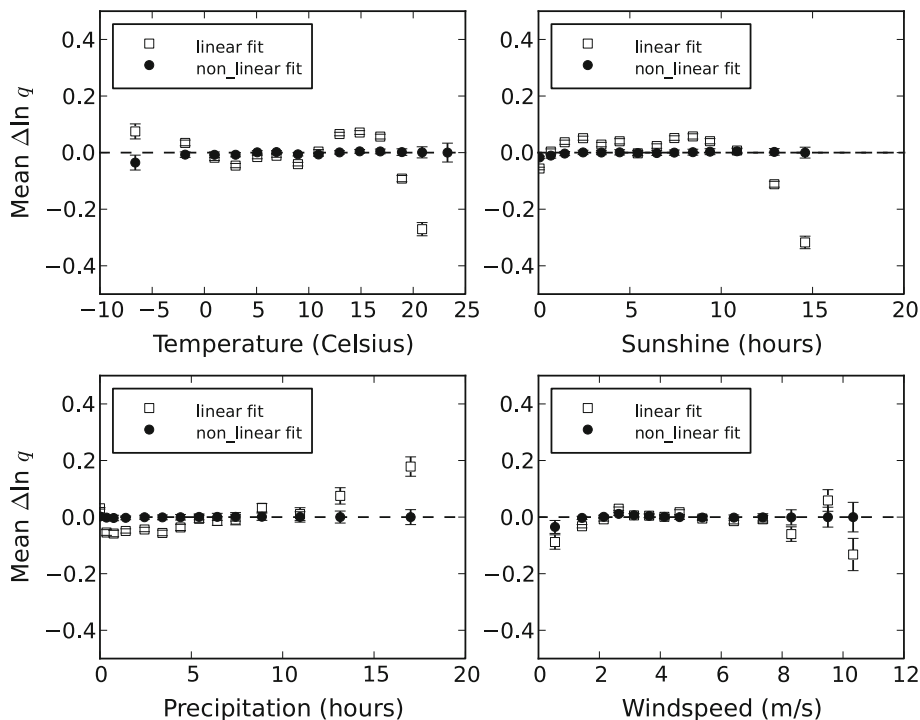 0.4
0.2
0.0
−0.2
−0.4
Mean Δln q
linear fit
non_linear fit
−10 −5 0 5 10 15 20 25
Temperature (Celsius)
0.4
0.2
0.0
−0.2
−0.4
linear fit
non_linear fit
0 5 10 15 20
Sunshine (hours)
0.4
0.2
0.0
−0.2
−0.4
Mean Δln q
linear fit
non_linear fit
0 5 10 15 20
Precipitation (hours)
0.4
0.2
0.0
−0.2
−0.4
linear fit
non_linear fit
0 2 4 6 8 10 12
Windspeed (m/s)